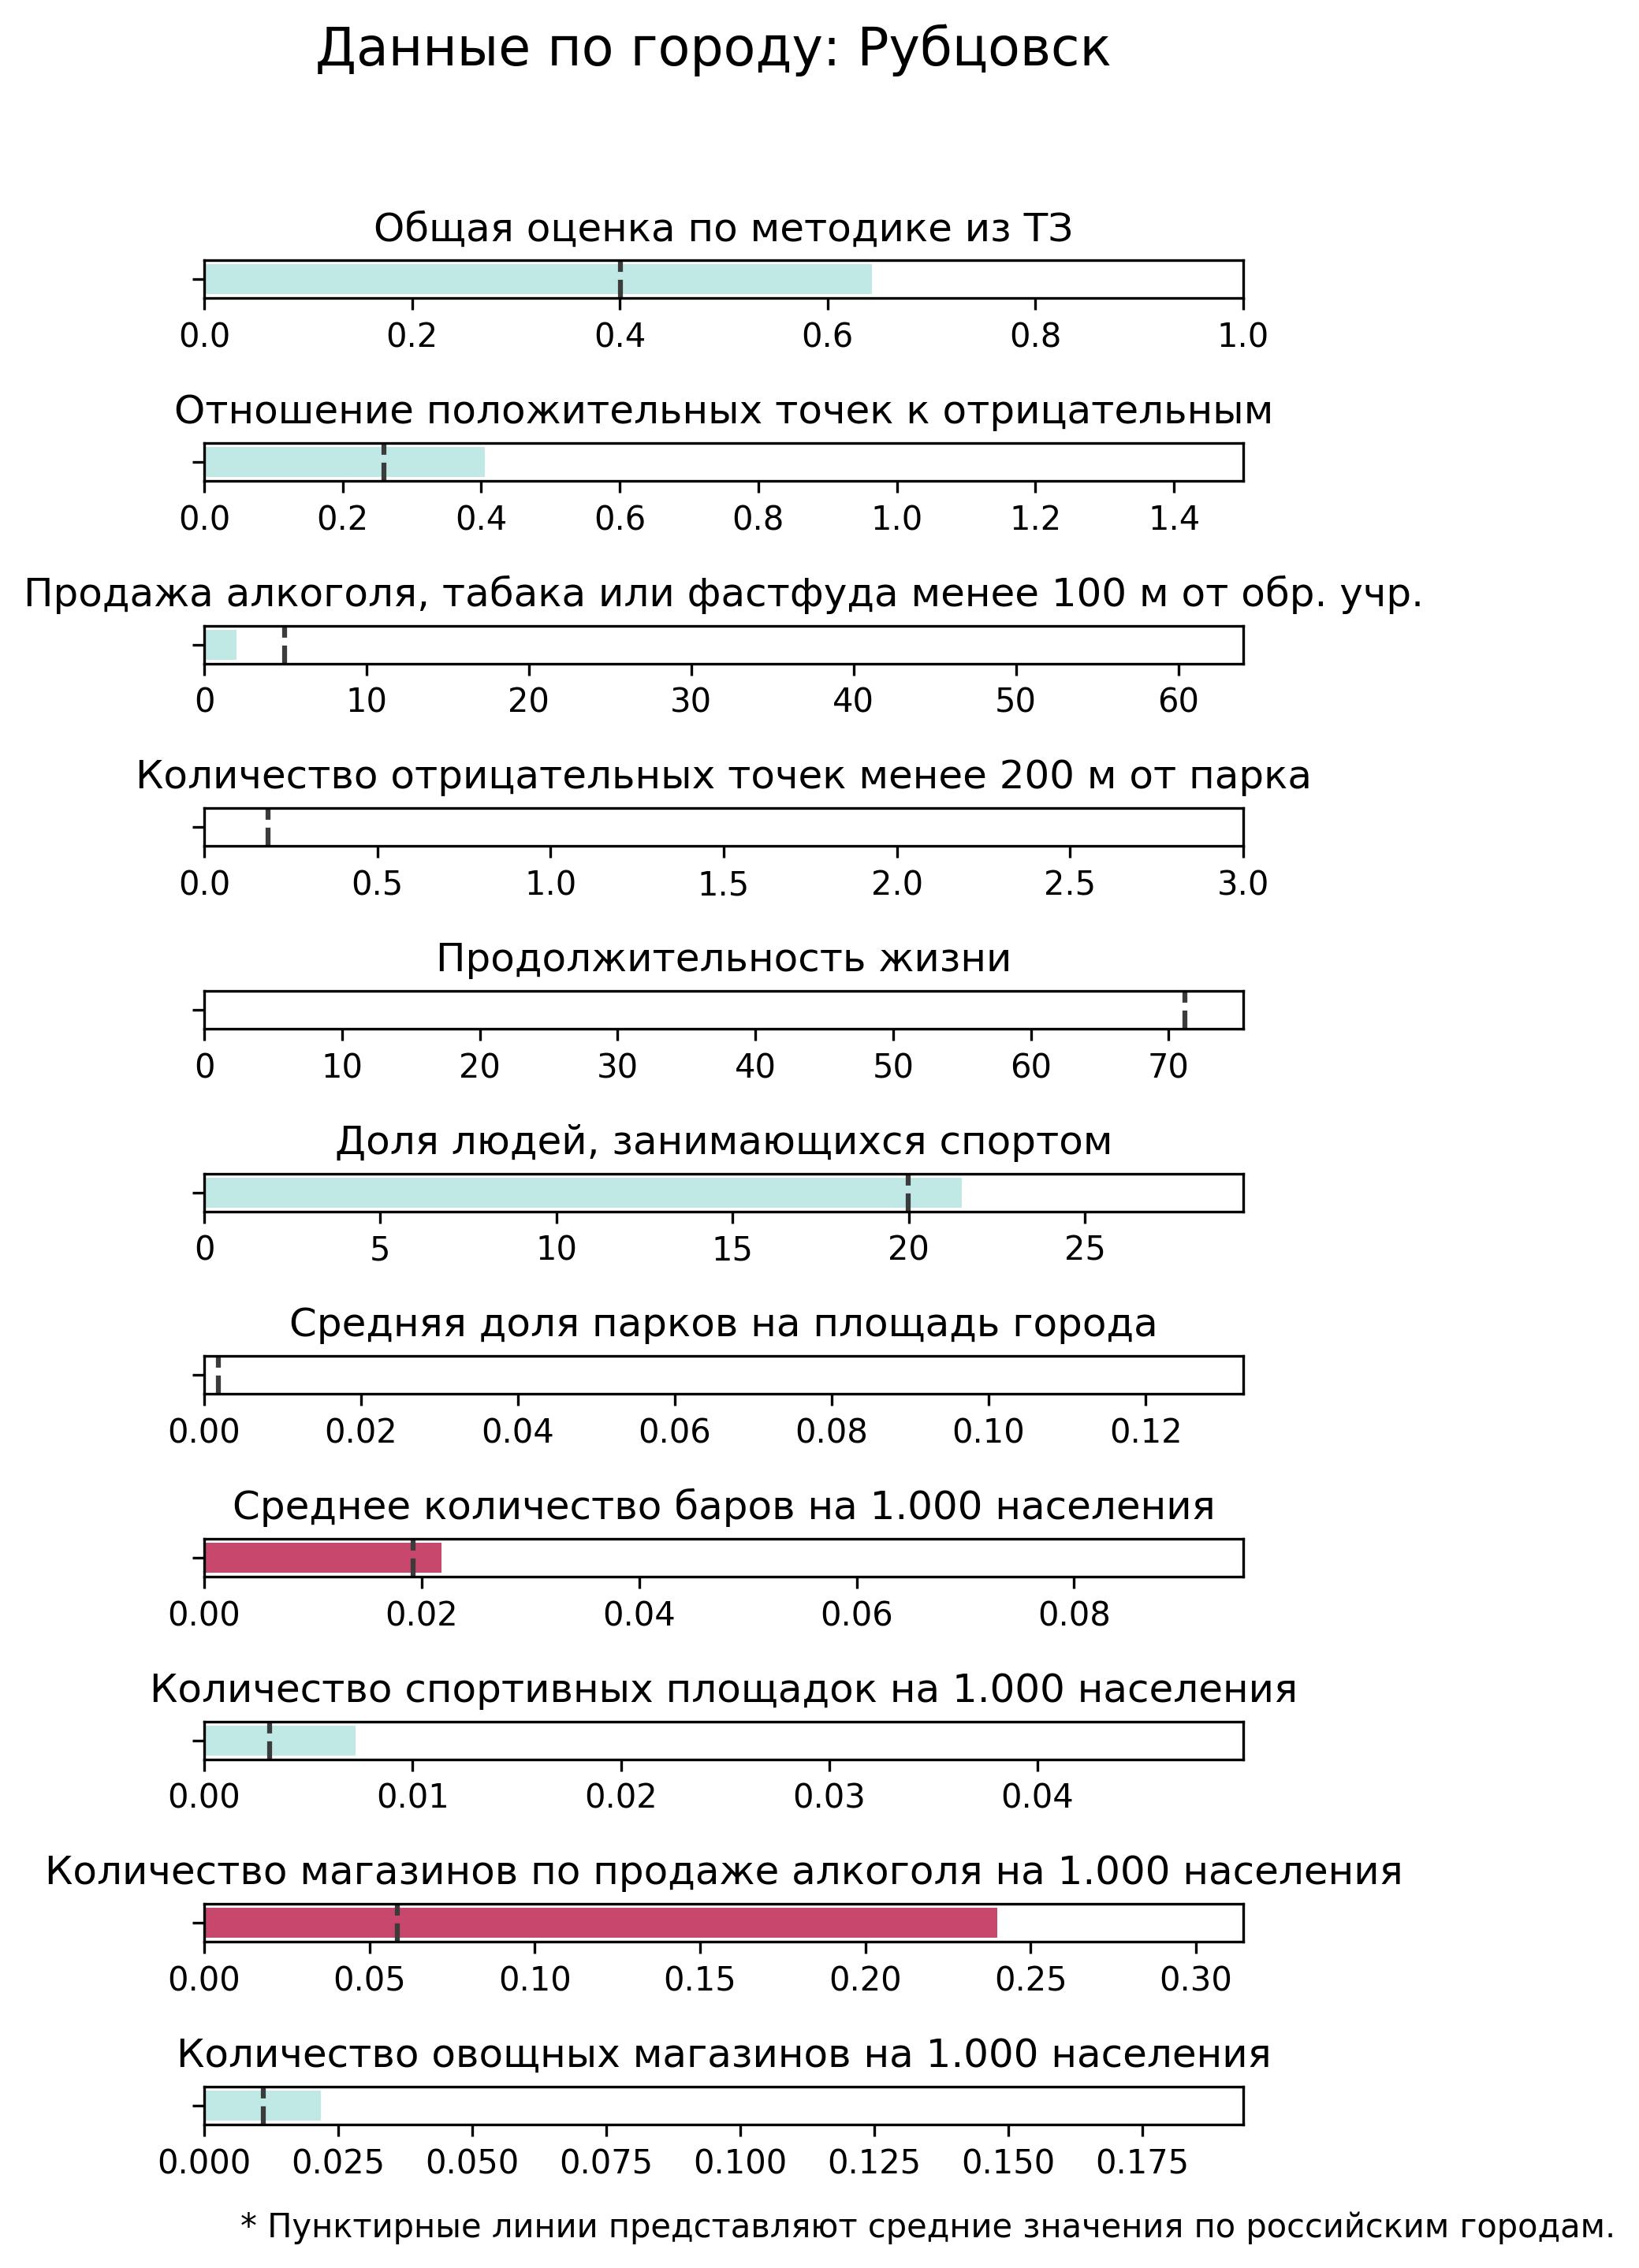 Данные по городу: Рубцовск
Общая оценка по методике из ТЗ
0.0 0.2 0.4 0.6 0.8 1.0
Отношение положительных точек к отрицательным
0.0 0.2 0.4 0.6 0.8 1.0 1.2 1.4
Продажа алкоголя, табака или фастфуда менее 100 м от обр. учр.
0 10 20 30 40 50 60
Количество отрицательных точек менее 200 м от парка
0.0 0.5 1.0 1.5 2.0 2.5 3.0
Продолжительность жизни
0 10 20 30 40 50 60 70
Доля людей, занимающихся спортом
0 5 10 15 20 25
Средняя доля парков на площадь города
0.00 0.02 0.04 0.06 0.08 0.10 0.12
Среднее количество баров на 1.000 населения
0.00 0.02 0.04 0.06 0.08
Количество спортивных площадок на 1.000 населения
0.00 0.01 0.02 0.03 0.04
Количество магазинов по продаже алкоголя на 1.000 населения
0.00 0.05 0.10 0.15 0.20 0.25 0.30
Количество овощных магазинов на 1.000 населения
0.000 0.025 0.050 0.075 0.100 0.125 0.150 0.175
* Пунктирные линии представляют средние значения по российским городам.